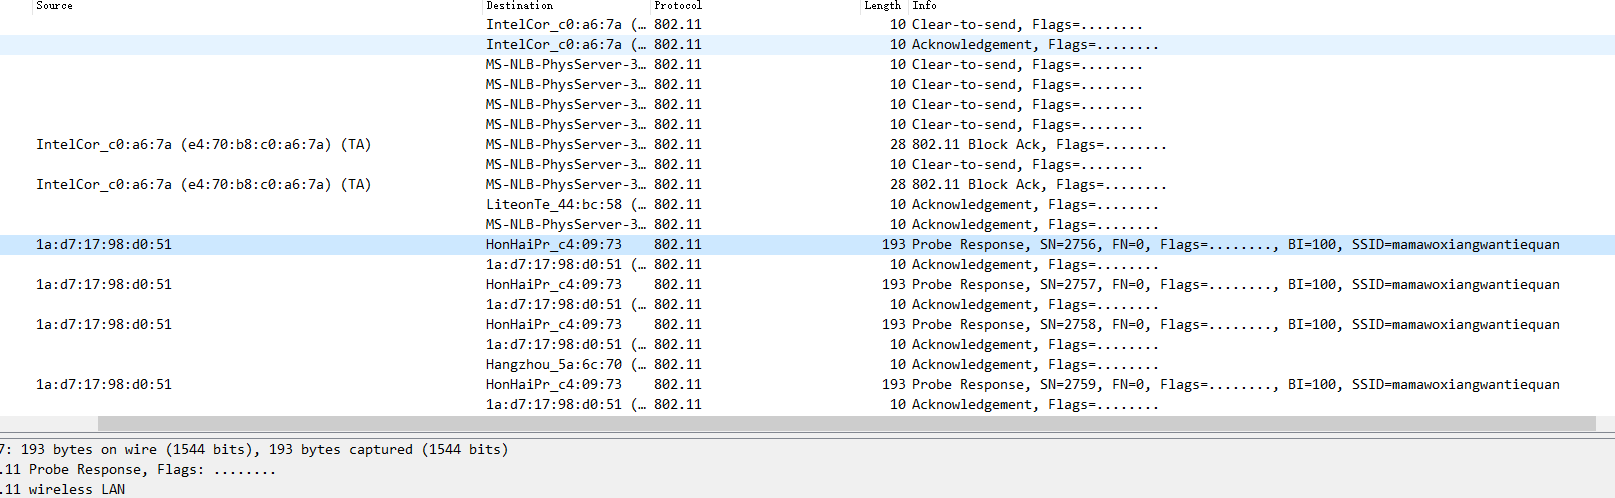 Source Destination Protocol Length Info
IntelCor_c0:a6:7a (… 802.11 10 Clear-to-send, Flags=........
IntelCor_c0:a6:7a (… 802.11 10 Acknowledgement, Flags=........
MS-NLB-PhysServer-3… 802.11 10 Clear-to-send, Flags=........
MS-NLB-PhysServer-3… 802.11 10 Clear-to-send, Flags=........
MS-NLB-PhysServer-3… 802.11 10 Clear-to-send, Flags=........
MS-NLB-PhysServer-3… 802.11 10 Clear-to-send, Flags=........
IntelCor_c0:a6:7a (e4:70:b8:c0:a6:7a) (TA) MS-NLB-PhysServer-3… 802.11 28 802.11 Block Ack, Flags=........
MS-NLB-PhysServer-3… 802.11 10 Clear-to-send, Flags=........
IntelCor_c0:a6:7a (e4:70:b8:c0:a6:7a) (TA) MS-NLB-PhysServer-3… 802.11 28 802.11 Block Ack, Flags=........
LiteonTe_44:bc:58 (… 802.11 10 Acknowledgement, Flags=........
MS-NLB-PhysServer-3… 802.11 10 Acknowledgement, Flags=........
1a:d7:17:98:d0:51 HonHaiPr_c4:09:73 802.11 193 Probe Response, SN=2756, FN=0, Flags=........, BI=100, SSID=mamawoxiangwantiequan
1a:d7:17:98:d0:51 (… 802.11 10 Acknowledgement, Flags=........
1a:d7:17:98:d0:51 HonHaiPr_c4:09:73 802.11 193 Probe Response, SN=2757, FN=0, Flags=........, BI=100, SSID=mamawoxiangwantiequan
1a:d7:17:98:d0:51 (… 802.11 10 Acknowledgement, Flags=........
1a:d7:17:98:d0:51 HonHaiPr_c4:09:73 802.11 193 Probe Response, SN=2758, FN=0, Flags=........, BI=100, SSID=mamawoxiangwantiequan
1a:d7:17:98:d0:51 (… 802.11 10 Acknowledgement, Flags=........
Hangzhou_5a:6c:70 (… 802.11 10 Acknowledgement, Flags=........
1a:d7:17:98:d0:51 HonHaiPr_c4:09:73 802.11 193 Probe Response, SN=2759, FN=0, Flags=........, BI=100, SSID=mamawoxiangwantiequan
1a:d7:17:98:d0:51 (… 802.11 10 Acknowledgement, Flags=........
7: 193 bytes on wire (1544 bits), 193 bytes captured (1544 bits)
.11 Probe Response, Flags: ........
.11 wireless LAN